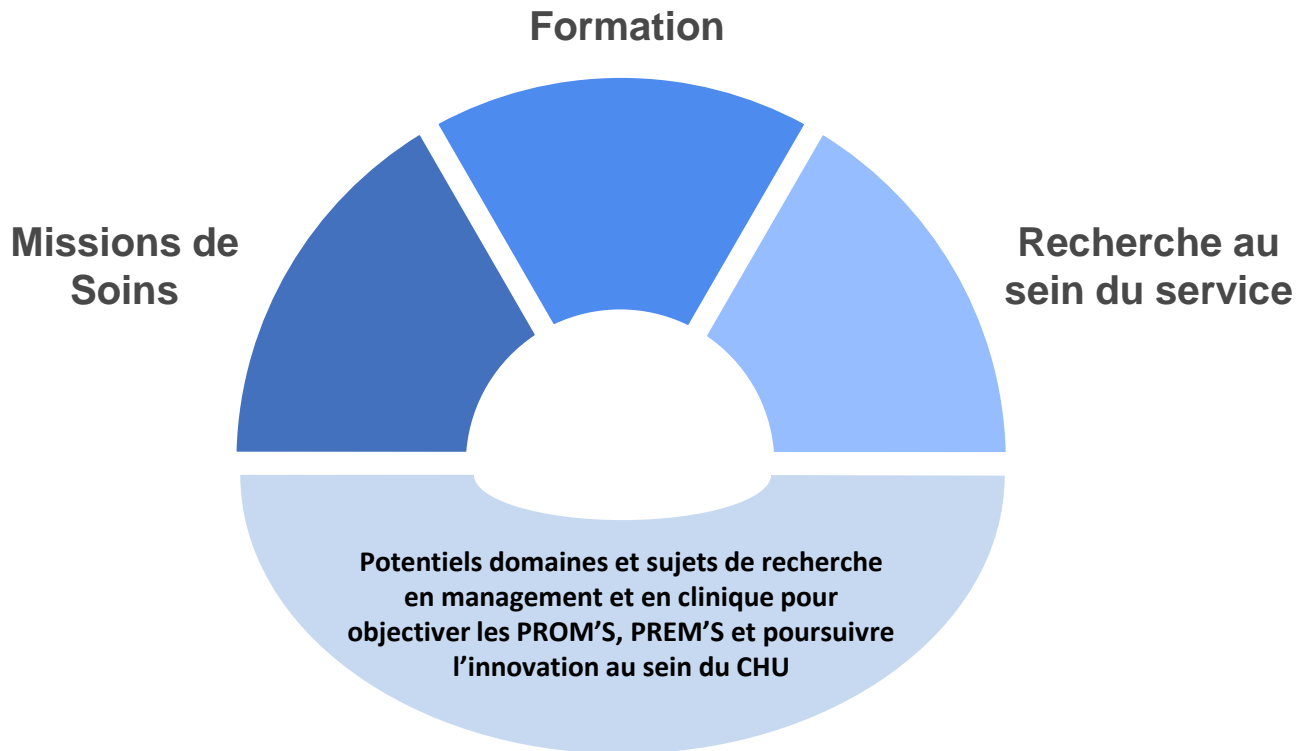 Formation
Missions de
Soins
Recherche au
sein du service
Potentiels domaines et sujets de recherche
en management et en clinique pour
objectiver les PROM’S, PREM’S et poursuivre
l’innovation au sein du CHU